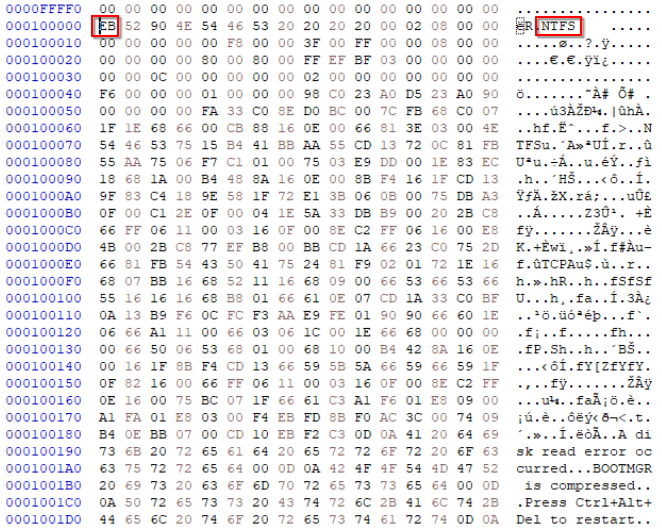 0000FFFF0 00 00 00 00 00 00 00 00 00 00 00 00 00 00 00 00 ................
000100000 EB 52 90 4E 54 46 53 20 20 20 20 00 02 08 00 00 ëR.NTFS    .....
000100010 00 00 00 00 00 F8 00 00 3F 00 FF 00 00 08 00 00 .....ø..?.ÿ.....
000100020 00 00 00 00 80 00 80 00 FF EF BF 03 00 00 00 00 ....€.€.ÿï¿.....
000100030 00 00 0C 00 00 00 00 00 02 00 00 00 00 00 00 00 ................
000100040 F6 00 00 00 01 00 00 00 98 C0 23 A0 D5 23 A0 90 ö.......˜À# Õ# .
000100050 00 00 00 00 FA 33 C0 8E D0 BC 00 7C FB 68 C0 07 ....ú3ÀŽÐ¼.|ûhÀ.
000100060 1F 1E 68 66 00 CB 88 16 0E 00 66 81 3E 03 00 4E ..hf.Ëˆ...f.>..N
000100070 54 46 53 75 15 B4 41 BB AA 55 CD 13 72 0C 81 FB TFSu.´A»ªUÍ.r..û
000100080 55 AA 75 06 F7 C1 01 00 75 03 E9 DD 00 1E 83 EC Uªu.÷Á..u.éÝ..ƒì
000100090 18 68 1A 00 B4 48 8A 16 0E 00 8B F4 16 1F CD 13 .h..´HŠ...‹ô..Í.
0001000A0 9F 83 C4 18 9E 58 1F 72 E1 3B 06 0B 00 75 DB A3 ŸƒÄ.žX.rá;...uÛ£
0001000B0 0F 00 C1 2E 0F 00 04 1E 5A 33 DB B9 00 20 2B C8 ..Á.....Z3Û¹. +È
0001000C0 66 FF 06 11 00 03 16 0F 00 8E C2 FF 06 16 00 E8 fÿ.......ŽÂÿ...è
0001000D0 4B 00 2B C8 77 EF B8 00 BB CD 1A 66 23 C0 75 2D K.+Èwï¸.»Í.f#Àu-
0001000E0 66 81 FB 54 43 50 41 75 24 81 F9 02 01 72 1E 16 f.ûTCPAu$.ù..r..
0001000F0 68 07 BB 16 68 52 11 16 68 09 00 66 53 66 53 66 h.».hR..h..fSfSf
000100100 55 16 16 16 68 B8 01 66 61 0E 07 CD 1A 33 C0 BF U...h¸.fa..Í.3À¿
000100110 0A 13 B9 F6 0C FC F3 AA E9 FE 01 90 90 66 60 1E ..¹ö.üóªéþ...f`.
000100120 06 66 A1 11 00 66 03 06 1C 00 1E 66 68 00 00 00 .f¡..f.....fh...
000100130 00 66 50 06 53 68 01 00 68 10 00 B4 42 8A 16 0E .fP.Sh..h..´BŠ..
000100140 00 16 1F 8B F4 CD 13 66 59 5B 5A 66 59 66 59 1F ...‹ôÍ.fY[ZfYfY.
000100150 0F 82 16 00 66 FF 06 11 00 03 16 0F 00 8E C2 FF .‚..fÿ.......ŽÂÿ
000100160 0E 16 00 75 BC 07 1F 66 61 C3 A1 F6 01 E8 09 00 ...u¼..faÃ¡ö.è..
000100170 A1 FA 01 E8 03 00 F4 EB FD 8B F0 AC 3C 00 74 09 ¡ú.è..ôëý‹ð¬<.t.
000100180 B4 0E BB 07 00 CD 10 EB F2 C3 0D 0A 41 20 64 69 ´.»..Í.ëòÃ..A di
000100190 73 6B 20 72 65 61 64 20 65 72 72 6F 72 20 6F 63 sk read error oc
0001001A0 63 75 72 72 65 64 00 0D 0A 42 4F 4F 54 4D 47 52 curred...BOOTMGR
0001001B0 20 69 73 20 63 6F 6D 70 72 65 73 73 65 64 00 0D  is compressed..
0001001C0 0A 50 72 65 73 73 20 43 74 72 6C 2B 41 6C 74 2B .Press Ctrl+Alt+
0001001D0 44 65 6C 20 74 6F 20 72 65 73 74 61 72 74 0D 0A Del to restart..